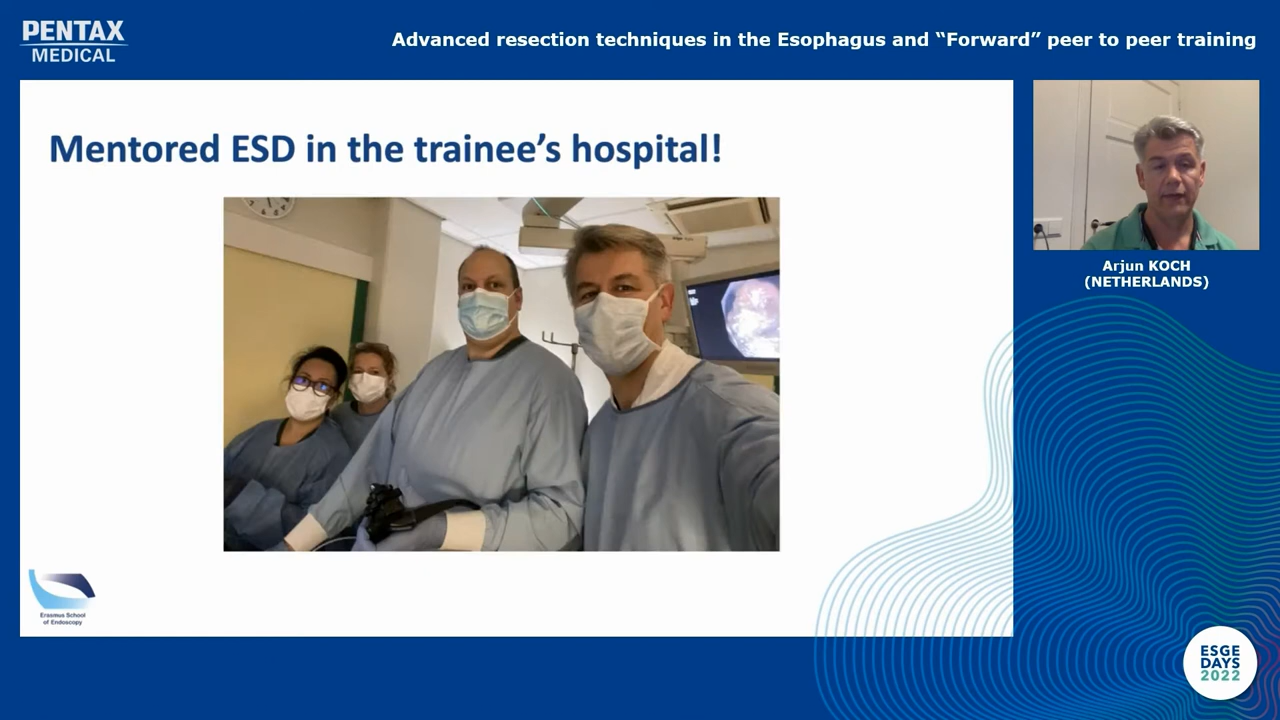 PENTAX
MEDICAL
Advanced resection techniques in the Esophagus and “Forward” peer to peer training
Mentored ESD in the trainee’s hospital!
Arjun KOCH
(NETHERLANDS)
Erasmus School
of Endoscopy
ESGE
DAYS
2022